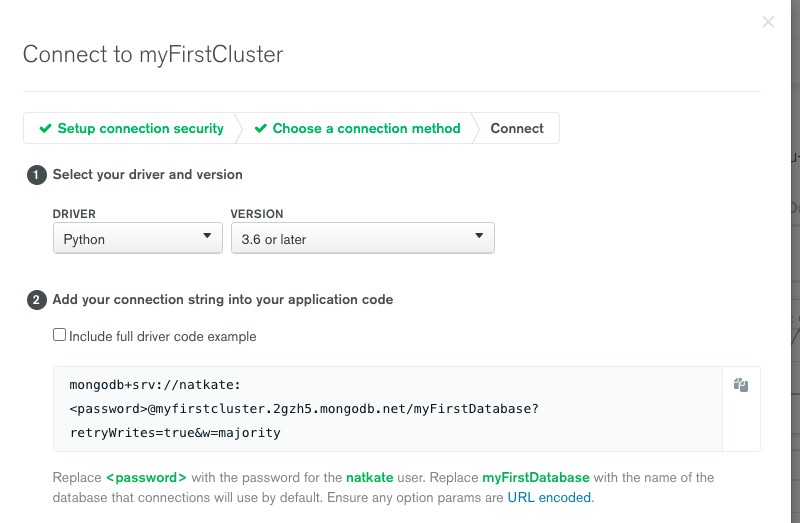 Connect to myFirstCluster
Setup connection security
Choose a connection method
Connect
1 Select your driver and version
DRIVER
VERSION
Python
3.6 or later
2 Add your connection string into your application code
Include full driver code example
mongodb+srv://natkate:
<password>@myfirstcluster.2gzh5.mongodb.net/myFirstDatabase?
retryWrites=true&w=majority
Replace <password> with the password for the natkate user. Replace myFirstDatabase with the name of the
database that connections will use by default. Ensure any option params are URL encoded.